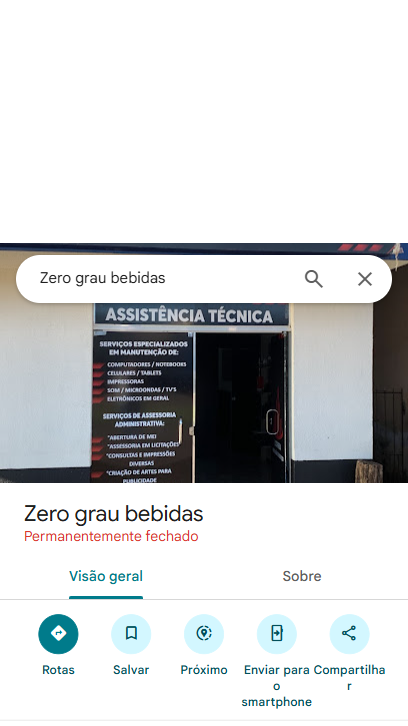 Zero grau bebidas
ASSISTÊNCIA TÉCNICA
SERVIÇOS ESPECIALIZADOS
EM MANUTENÇÃO DE:
COMPUTADORES / NOTEBOOKS
CELULARES / TABLETS
IMPRESSORAS
SOM / MICROONDAS / TV'S
ELETRÔNICOS EM GERAL
SERVIÇOS DE ASSESSORIA
ADMINISTRATIVA:
*ABERTURA DE MEI
*ASSESSORIA EM LICITAÇÕES
*CONSULTAS E IMPRESSÕES
DIVERSAS
*CRIAÇÃO DE ARTES PARA
PUBLICIDADE
Zero grau bebidas
Permanentemente fechado
Visão geral
Sobre
Rotas
Salvar
Próximo
Enviar para
o
smartphone
Compartilha
r